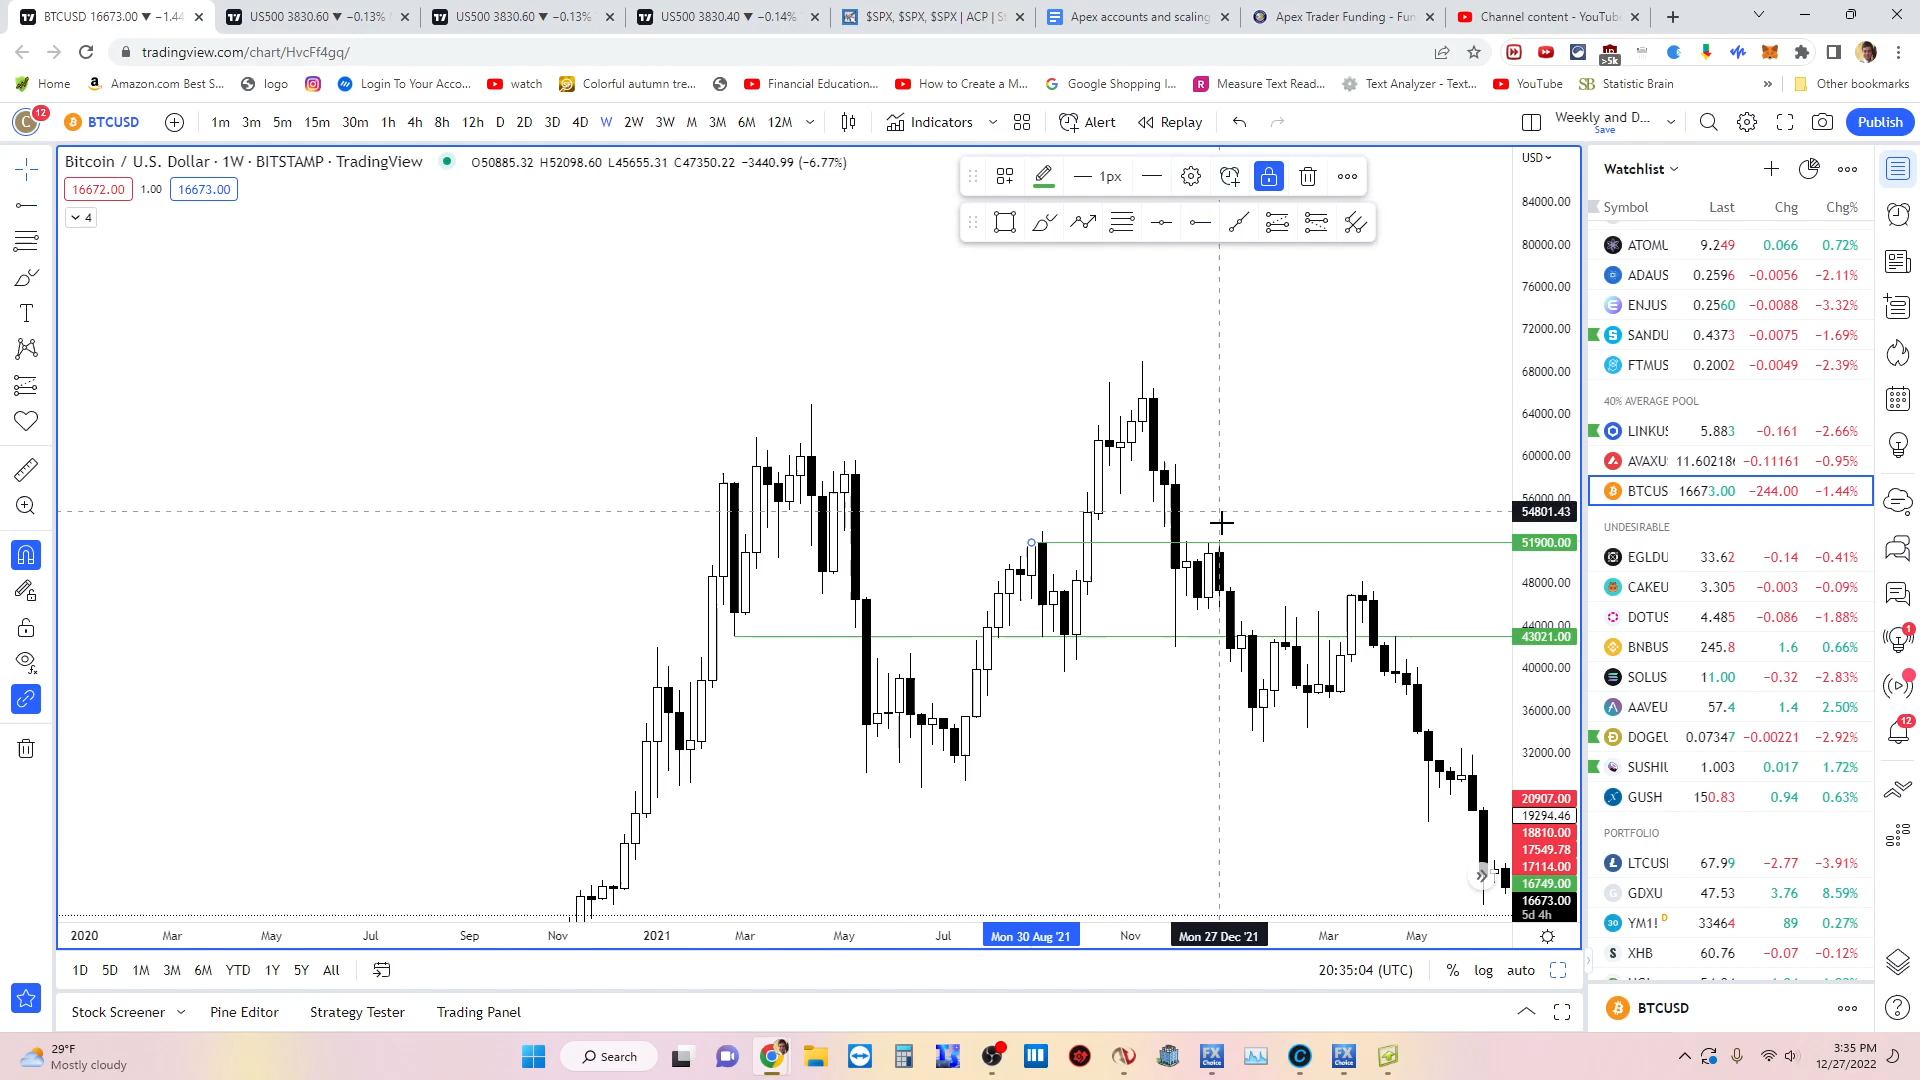 BTCUSD 16673.00 ▼ −1.44
US500 3830.60 ▼ −0.13%
US500 3830.60 ▼ −0.13%
US500 3830.40 ▼ −0.14%
$SPX, $SPX, $SPX | ACP | S
Apex accounts and scaling
Apex Trader Funding - Fun
Channel content - YouTube
tradingview.com/chart/HvcFf4gq/
>5k
Home
Amazon.com Best S...
logo
Login To Your Acco...
watch
Colorful autumn tre...
Financial Education...
How to Create a M...
Google Shopping I...
Measure Text Read...
Text Analyzer - Text...
YouTube
Statistic Brain
»
Other bookmarks
C
12
BTCUSD
1m 3m 5m 15m 30m 1h 4h 8h 12h D 2D 3D 4D W 2W 3W M 3M 6M 12M
Indicators
Alert
Replay
Weekly and D...
Save
Publish
Bitcoin / U.S. Dollar · 1W · BITSTAMP · TradingView
O50885.32 H52098.60 L45655.31 C47350.22 −3440.99 (−6.77%)
16672.00 1.00 16673.00
4
1px
USD
84000.00
80000.00
76000.00
72000.00
68000.00
64000.00
60000.00
56000.00
54801.43
51900.00
48000.00
44000.00
43021.00
40000.00
36000.00
32000.00
20907.00
19294.46
18810.00
17549.78
17114.00
16749.00
16673.00
5d 4h
2020 Mar May Jul Sep Nov 2021 Mar May Jul Mon 30 Aug '21 Nov Mon 27 Dec '21 Mar May
1D 5D 1M 3M 6M YTD 1Y 5Y All
20:35:04 (UTC) % log auto
Stock Screener
Pine Editor
Strategy Tester
Trading Panel
Watchlist
Symbol Last Chg Chg%
ATOMU 9.249 0.066 0.72%
ADAUS 0.2596 −0.0056 −2.11%
ENJUS 0.2560 −0.0088 −3.32%
SANDU 0.4373 −0.0075 −1.69%
FTMUS 0.2002 −0.0049 −2.39%
40% AVERAGE POOL
LINKUS 5.883 −0.161 −2.66%
AVAXU 11.602186 −0.11161 −0.95%
BTCUS 16673.00 −244.00 −1.44%
UNDESIRABLE
EGLDU 33.62 −0.14 −0.41%
CAKEU 3.305 −0.003 −0.09%
DOTUS 4.485 −0.086 −1.88%
BNBUS 245.8 1.6 0.66%
SOLUS 11.00 −0.32 −2.83%
AAVEU 57.4 1.4 2.50%
DOGEU 0.07347 −0.00221 −2.92%
SUSHIU 1.003 0.017 1.72%
GUSH 150.83 0.94 0.63%
PORTFOLIO
LTCUSI 67.99 −2.77 −3.91%
GDXU 47.53 3.76 8.59%
YM1! D 33464 89 0.27%
XHB 60.76 −0.07 −0.12%
BTCUSD
1
12
29°F
Mostly cloudy
Search
3:35 PM
12/27/2022